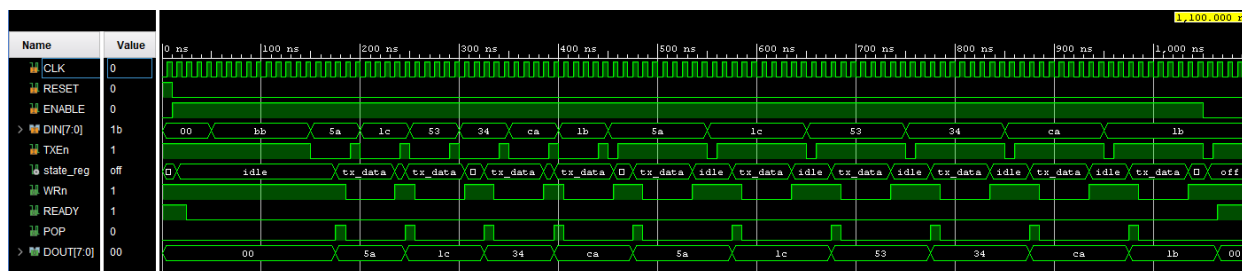 1,100.000 n
Name Value 0 ns 100 ns 200 ns 300 ns 400 ns 500 ns 600 ns 700 ns 800 ns 900 ns 1,000 ns
CLK 0
RESET 0
ENABLE 0
DIN[7:0] 1b 00 bb 5a 1c 53 34 ca 1b 5a 1c 53 34 ca 1b
TXEn 1
state_reg off idle tx_data tx_data tx_data tx_data tx_data idle tx_data idle tx_data idle tx_data idle tx_data idle tx_data off
WRn 1
READY 1
POP 0
DOUT[7:0] 00 00 5a 1c 34 ca 5a 1c 53 34 ca 1b 00